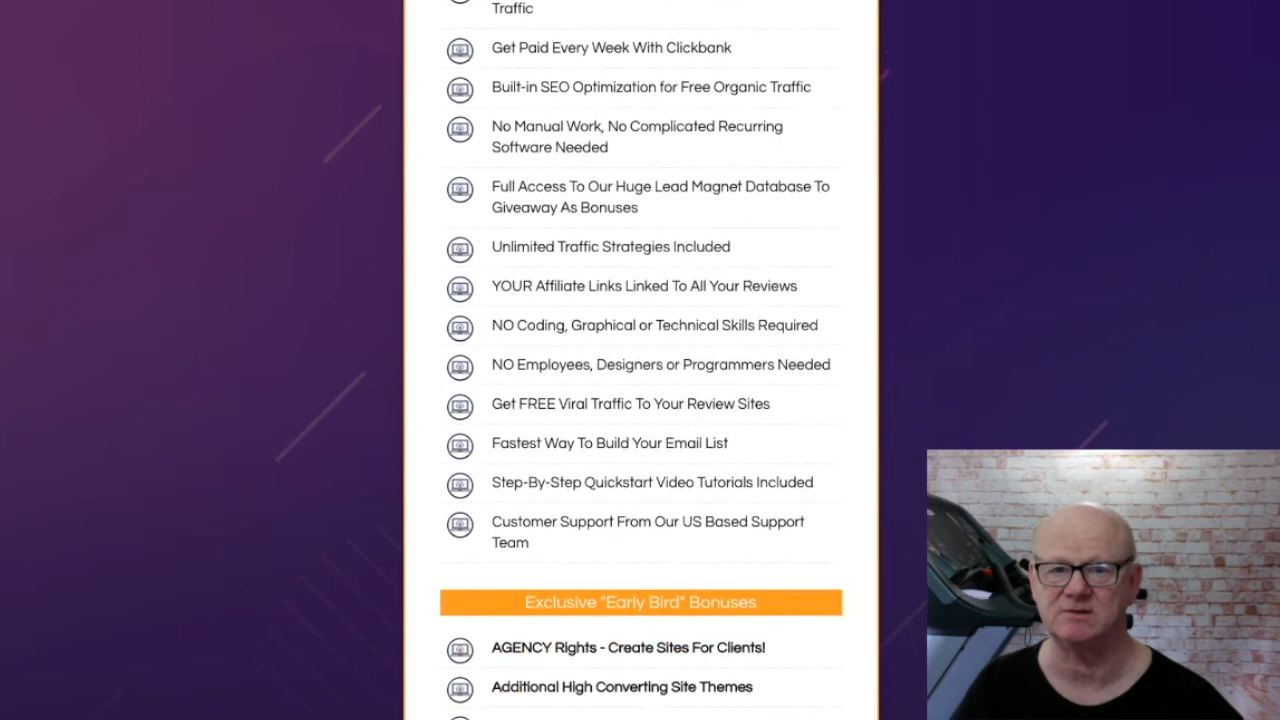 Traffic
Get Paid Every Week With Clickbank
Built-in SEO Optimization for Free Organic Traffic
No Manual Work, No Complicated Recurring
Software Needed
Full Access To Our Huge Lead Magnet Database To
Giveaway As Bonuses
Unlimited Traffic Strategies Included
YOUR Affiliate Links Linked To All Your Reviews
NO Coding, Graphical or Technical Skills Required
NO Employees, Designers or Programmers Needed
Get FREE Viral Traffic To Your Review Sites
Fastest Way To Build Your Email List
Step-By-Step Quickstart Video Tutorials Included
Customer Support From Our US Based Support
Team
Exclusive "Early Bird" Bonuses
AGENCY Rights - Create Sites For Clients!
Additional High Converting Site Themes